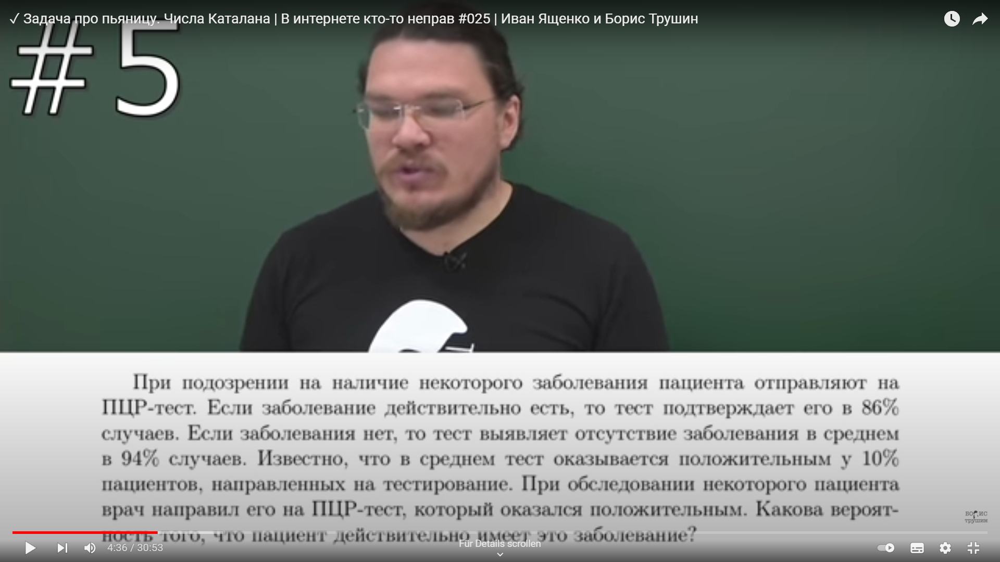 ✓ Задача про пьяницу. Числа Каталана | В интернете кто-то неправ #025 | Иван Ященко и Борис Трушин
#5
При подозрении на наличие некоторого заболевания пациента отправляют на
ПЦР-тест. Если заболевание действительно есть, то тест подтверждает его в 86%
случаев. Если заболевания нет, то тест выявляет отсутствие заболевания в среднем
в 94% случаев. Известно, что в среднем тест оказывается положительным у 10%
пациентов, направленных на тестирование. При обследовании некоторого пациента
врач направил его на ПЦР-тест, который оказался положительным. Какова вероят-
ность того, что пациент действительно имеет это заболевание?
БОРИС
ТРУШИН
4:36 / 30:53
Für Details scrollen